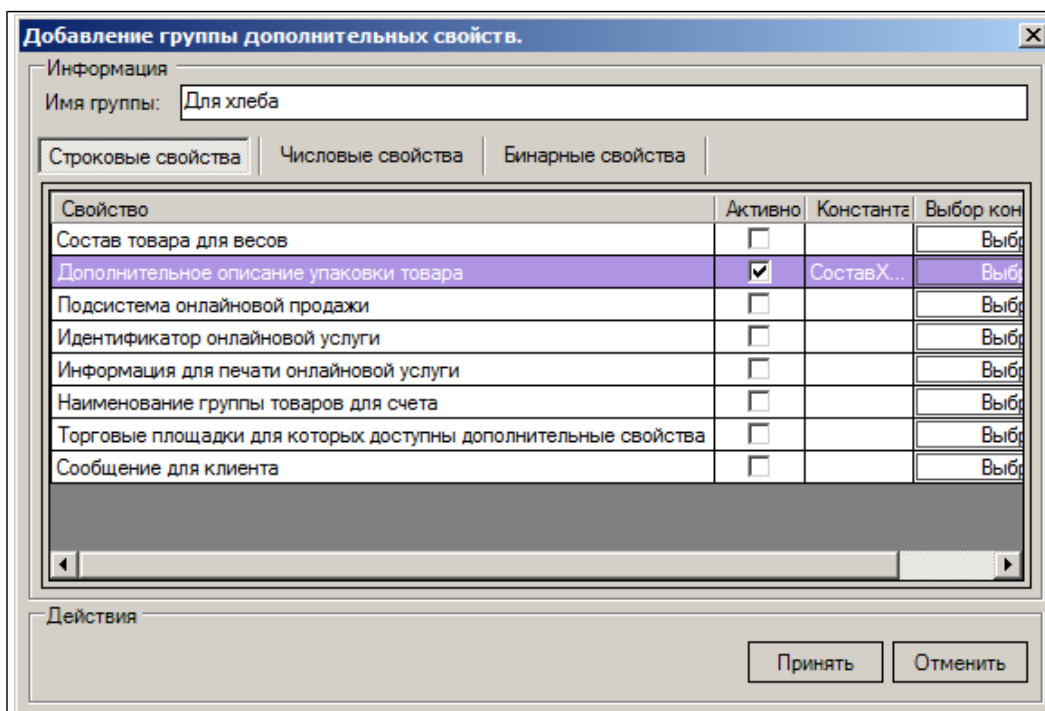 Добавление группы дополнительных свойств.
Информация
Имя группы: Для хлеба
Строковые свойства Числовые свойства Бинарные свойства
Свойство Активно Константа Выбор кон
Состав товара для весов Выбр
Дополнительное описание упаковки товара СоставХ... Выбр
Подсистема онлайновой продажи Выбр
Идентификатор онлайновой услуги Выбр
Информация для печати онлайновой услуги Выбр
Наименование группы товаров для счета Выбр
Торговые площадки для которых доступны дополнительные свойства Выбр
Сообщение для клиента Выбр
Действия
Принять Отменить